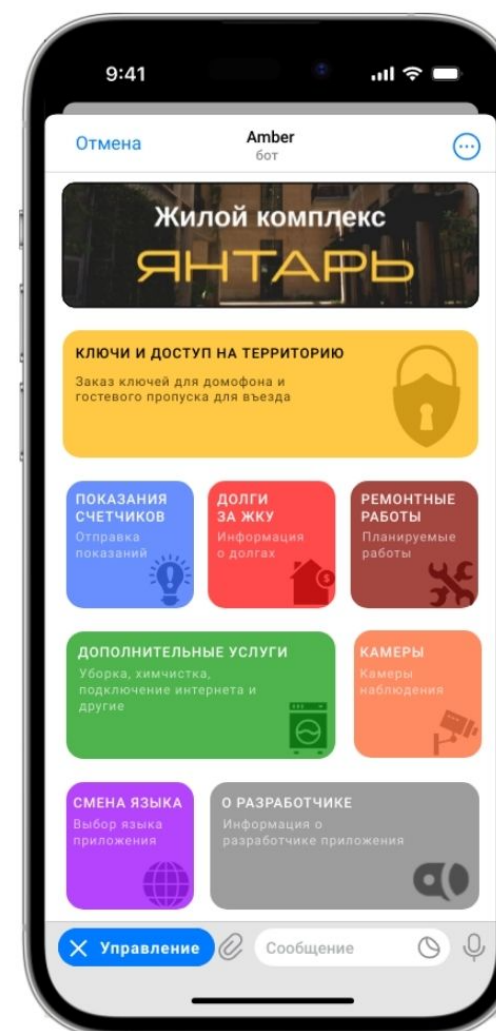 9:41
Отмена
Amber
бот
Жилой комплекс
ЯНТАРЬ
КЛЮЧИ И ДОСТУП НА ТЕРРИТОРИЮ
Заказ ключей для домофона и
гостевого пропуска для въезда
ПОКАЗАНИЯ
СЧЕТЧИКОВ
Отправка
показаний
ДОЛГИ
ЗА ЖКУ
Информация
о долгах
$
РЕМОНТНЫЕ
РАБОТЫ
Планируемые
работы
ДОПОЛНИТЕЛЬНЫЕ УСЛУГИ
Уборка, химчистка,
подключение интернета и
другие
КАМЕРЫ
Камеры
наблюдения
СМЕНА ЯЗЫКА
Выбор языка
приложения
О РАЗРАБОТЧИКЕ
Информация о
разработчике приложения
Управление
Сообщение